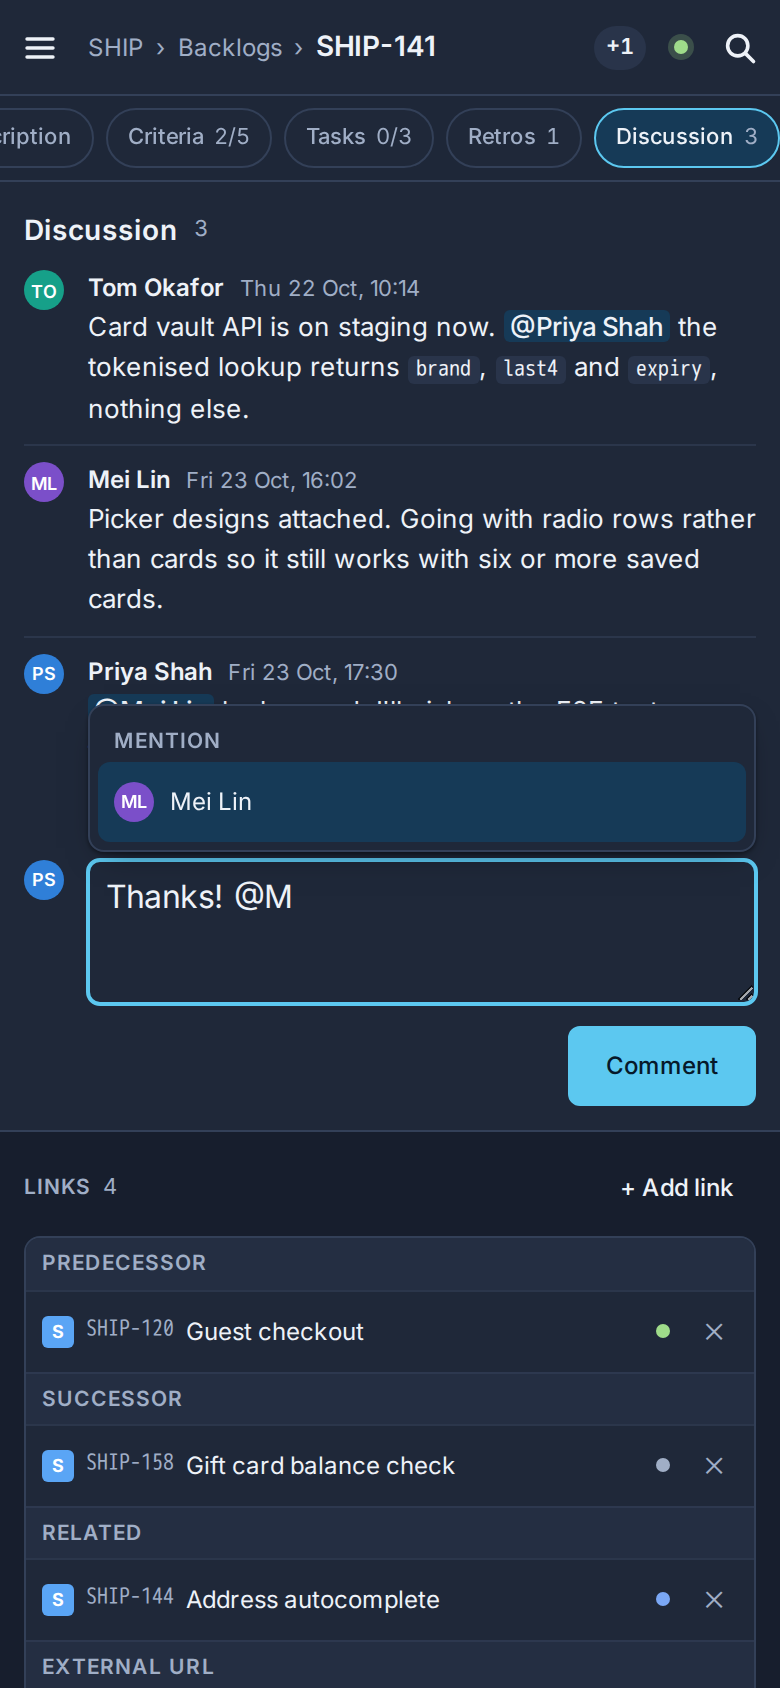 SHIP › Backlogs › SHIP-141 +1
ription Criteria 2/5 Tasks 0/3 Retros 1 Discussion 3
Discussion 3
TO Tom Okafor Thu 22 Oct, 10:14
Card vault API is on staging now. @Priya Shah the
tokenised lookup returns brand, last4 and expiry,
nothing else.
ML Mei Lin Fri 23 Oct, 16:02
Picker designs attached. Going with radio rows rather
than cards so it still works with six or more saved
cards.
PS Priya Shah Fri 23 Oct, 17:30
MENTION
ML Mei Lin
PS Thanks! @M
Comment
LINKS 4 + Add link
PREDECESSOR
S SHIP-120 Guest checkout
SUCCESSOR
S SHIP-158 Gift card balance check
RELATED
S SHIP-144 Address autocomplete
EXTERNAL URL